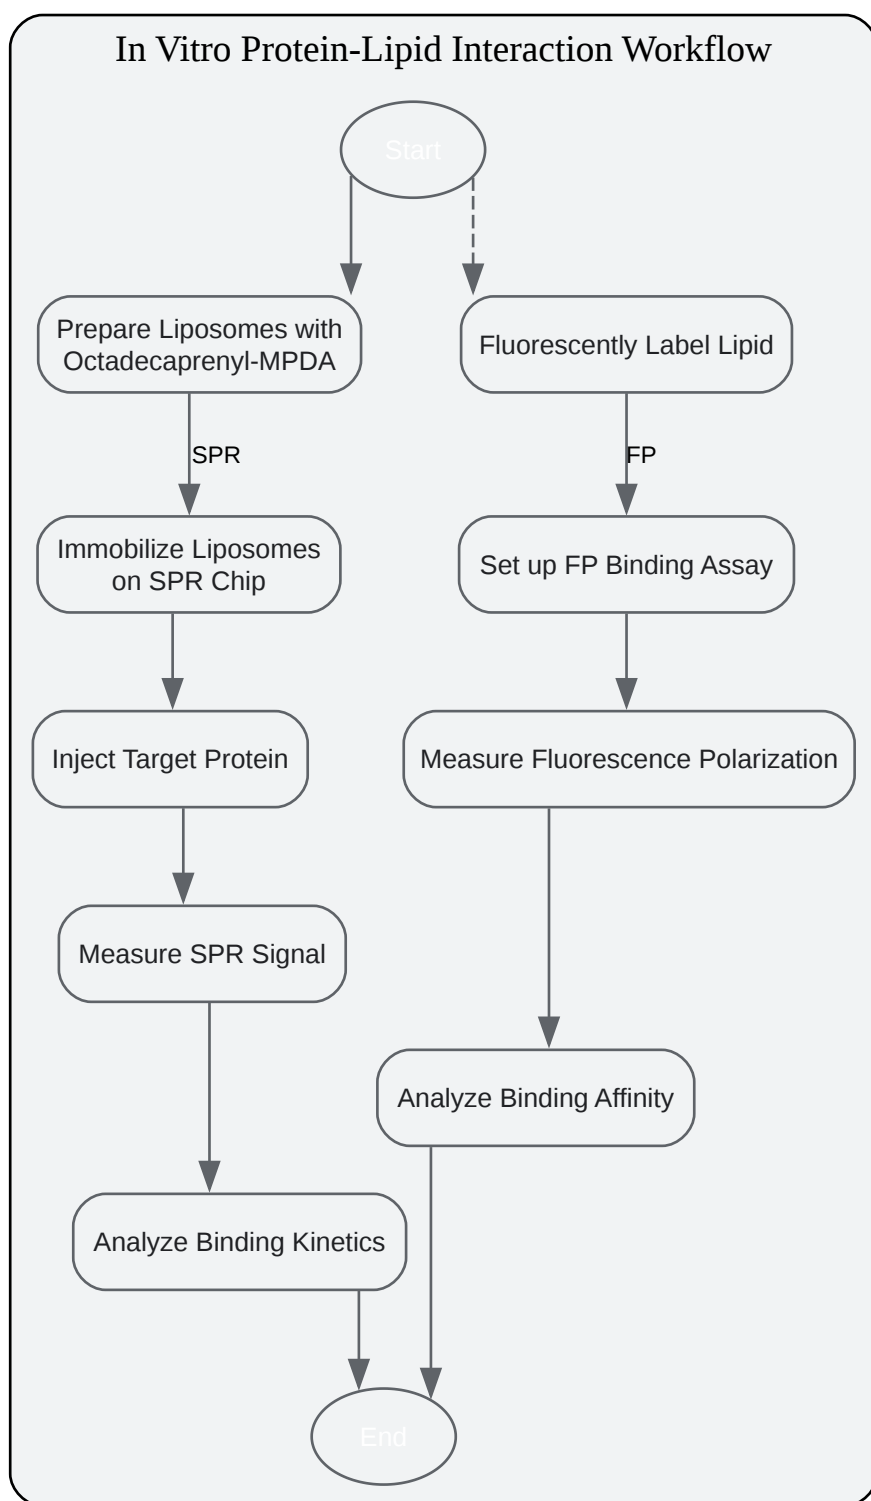 In Vitro Protein-Lipid Interaction Workflow
Start
Prepare Liposomes with
Octadecaprenyl-MPDA
Fluorescently Label Lipid
SPR
FP
Immobilize Liposomes
on SPR Chip
Set up FP Binding Assay
Inject Target Protein
Measure Fluorescence Polarization
Measure SPR Signal
Analyze Binding Affinity
Analyze Binding Kinetics
End